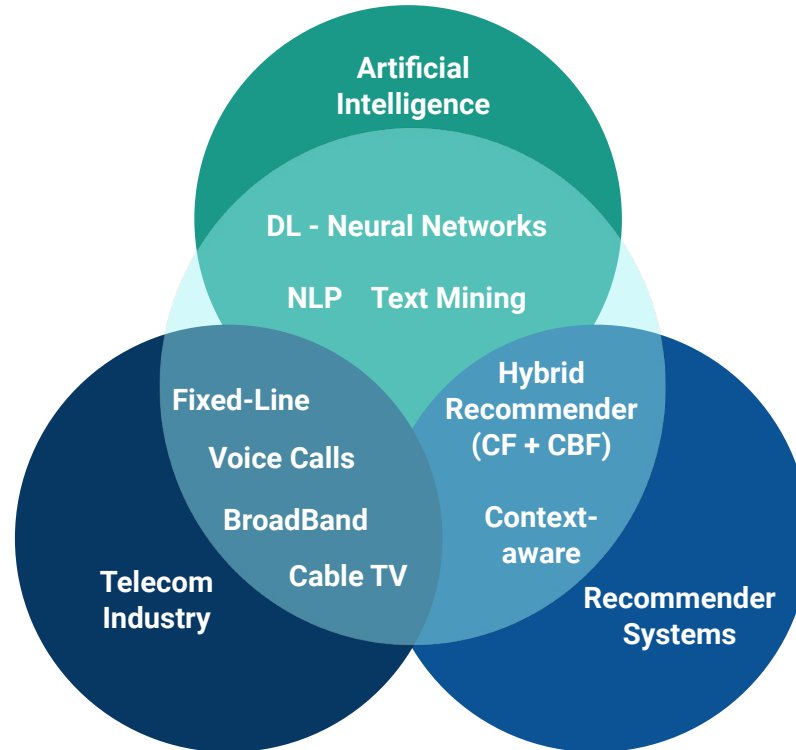 Artificial
Intelligence
DL - Neural Networks
NLP Text Mining
Fixed-Line
Voice Calls
BroadBand
Cable TV
Hybrid
Recommender
(CF + CBF)
Context-
aware
Telecom
Industry
Recommender
Systems